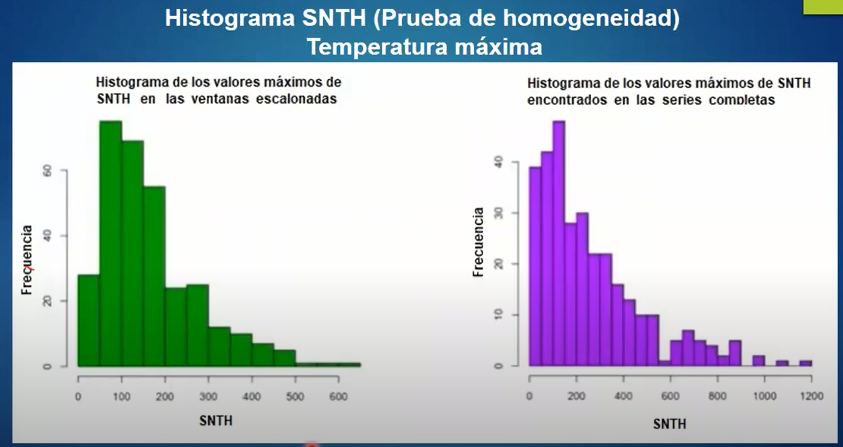 Histograma SNTH (Prueba de homogeneidad)
Temperatura máxima
Histograma de los valores máximos de
SNTH en las ventanas escalonadas
Frecuencia
0
20
40
60
0 100 200 300 400 500 600
SNTH
Histograma de los valores máximos de SNTH
encontrados en las series completas
Frecuencia
0
10
20
30
40
0 200 400 600 800 1000 1200
SNTH